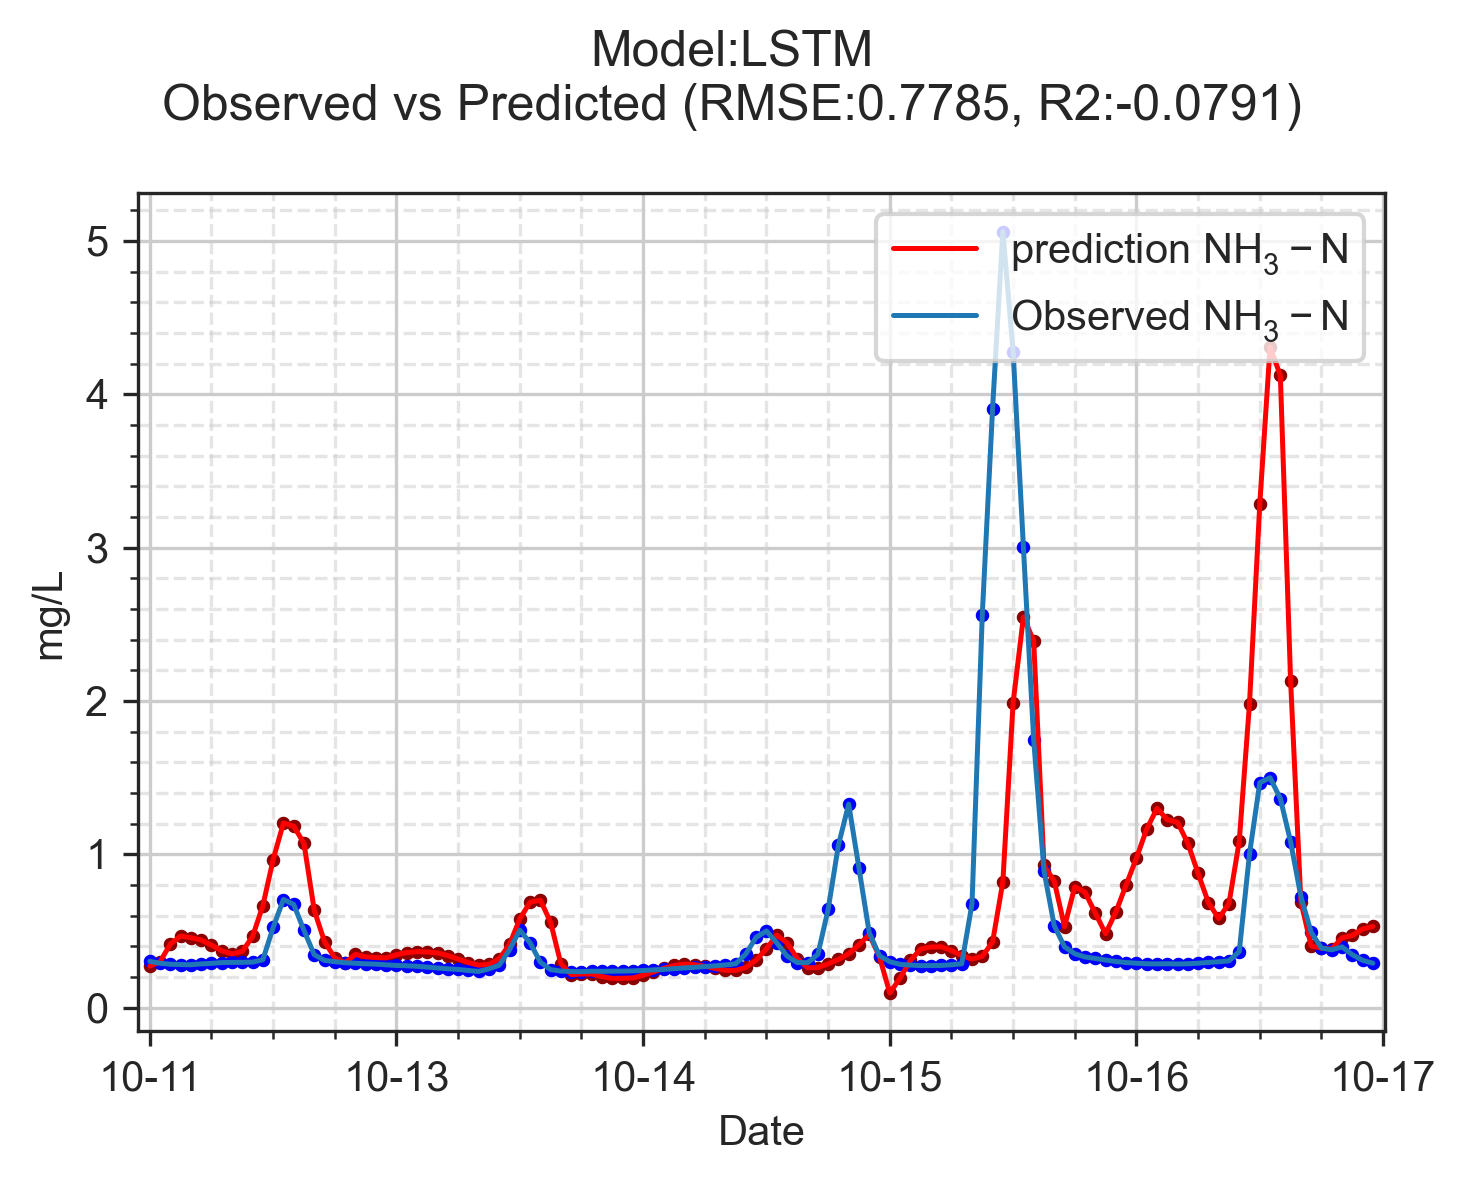 Model:LSTM
Observed vs Predicted (RMSE:0.7785, R2:-0.0791)
prediction NH₃ − N
Observed NH₃ − N
5
4
3
2
1
0
mg/L
10-11 10-13 10-14 10-15 10-16 10-17
Date